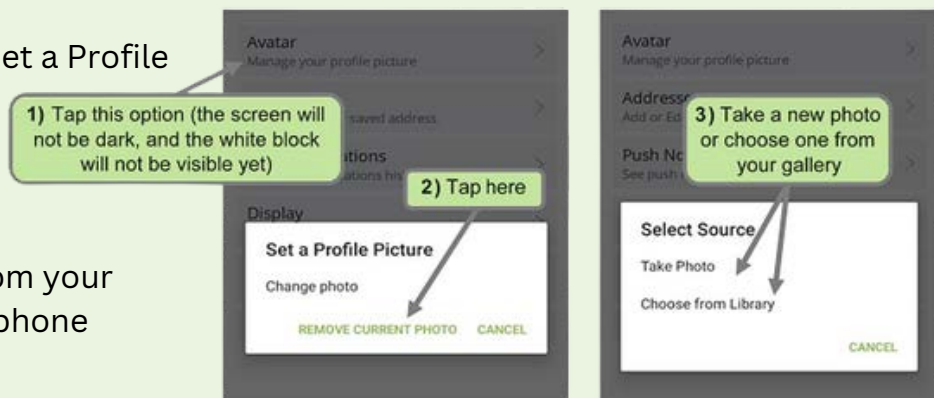 et a Profile
om your
phone
Avatar
Manage your profile picture
1) Tap this option (the screen will
not be dark, and the white block
will not be visible yet)
saved address
ations
ations his
2) Tap here
Display
Set a Profile Picture
Change photo
REMOVE CURRENT PHOTO CANCEL
Avatar
Manage your profile picture
Addresse
Add or Ed
Push No
See push
3) Take a new photo
or choose one from
your gallery
Select Source
Take Photo
Choose from Library
CANCEL